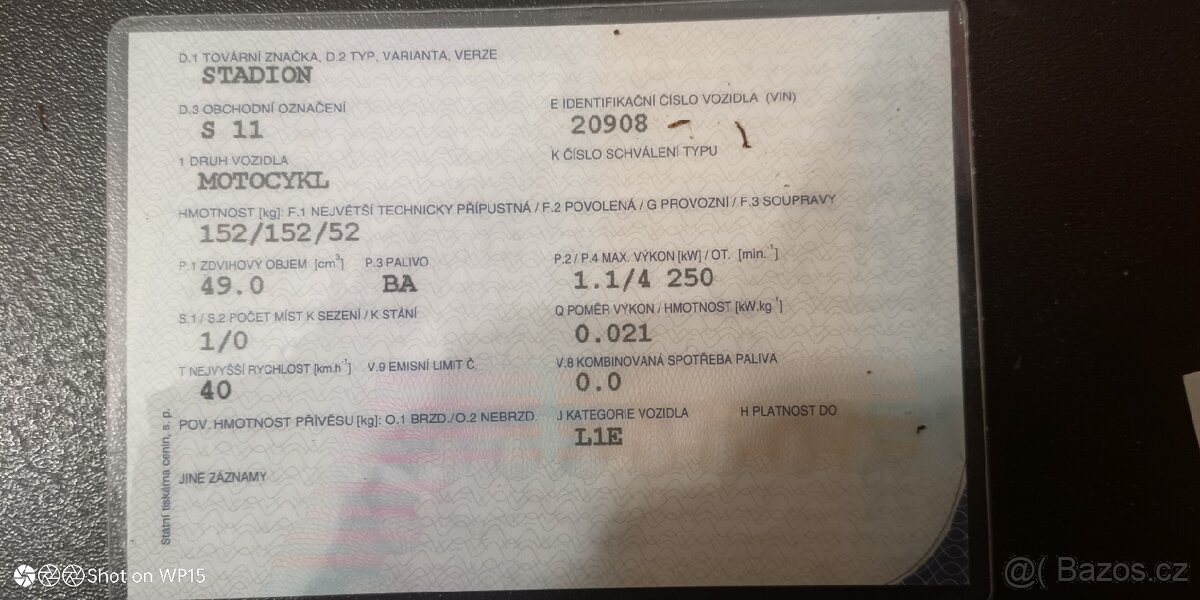 D.1 TOVÁRNÍ ZNAČKA, D.2 TYP, VARIANTA, VERZE
STADION
D.3 OBCHODNÍ OZNAČENÍ
S 11
E IDENTIFIKAČNÍ ČÍSLO VOZIDLA (VIN)
20908
1 DRUH VOZIDLA
MOTOCYKL
K ČÍSLO SCHVÁLENÍ TYPU
HMOTNOST [kg]: F.1 NEJVĚTŠÍ TECHNICKY PŘÍPUSTNÁ / F.2 POVOLENÁ / G PROVOZNÍ / F.3 SOUPRAVY
152/152/52
P.1 ZDVIHOVÝ OBJEM [cm³] P.3 PALIVO P.2 / P.4 MAX. VÝKON [kW] / OT. [min.⁻¹]
49.0 BA 1.1/4 250
S.1 / S.2 POČET MÍST K SEZENÍ / K STÁNÍ Q POMĚR VÝKON / HMOTNOST [kW.kg⁻¹]
1/0 0.021
T NEJVYŠŠÍ RYCHLOST [km.h⁻¹] V.9 EMISNÍ LIMIT Č. V.8 KOMBINOVANÁ SPOTŘEBA PALIVA
40 0.0
POV. HMOTNOST PŘÍVĚSU [kg]: O.1 BRZD./O.2 NEBRZD. J KATEGORIE VOZIDLA H PLATNOST DO
L1E
JINÉ ZÁZNAMY
Státní tiskárna cenin, s. p.
Shot on WP15
@( Bazos.cz